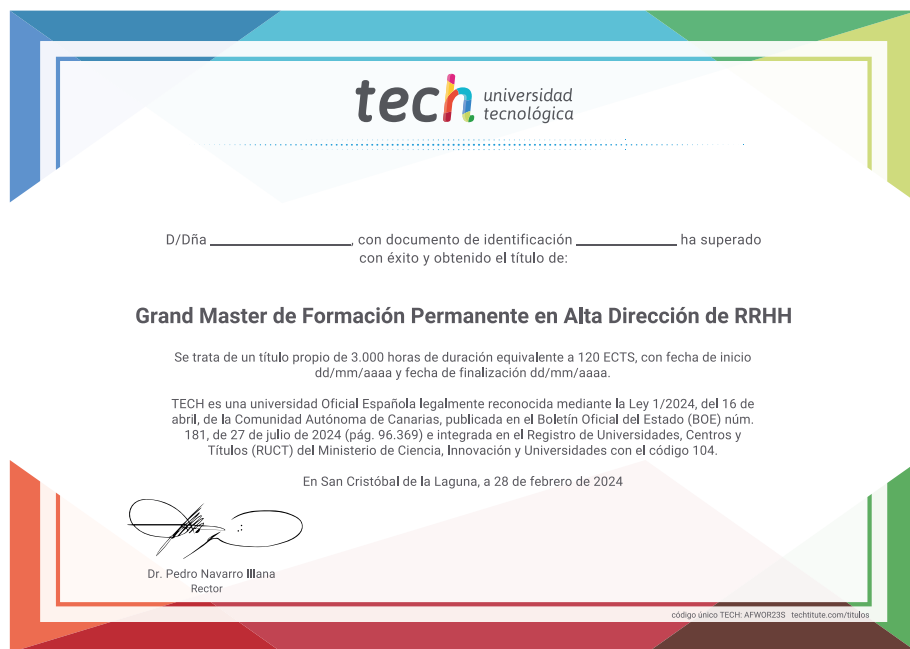 tech universidad
tecnológica
D/Dña ____________________, con documento de identificación ______________ ha superado
con éxito y obtenido el título de:
Grand Master de Formación Permanente en Alta Dirección de RRHH
Se trata de un título propio de 3.000 horas de duración equivalente a 120 ECTS, con fecha de inicio
dd/mm/aaaa y fecha de finalización dd/mm/aaaa.
TECH es una universidad Oficial Española legalmente reconocida mediante la Ley 1/2024, del 16 de
abril, de la Comunidad Autónoma de Canarias, publicada en el Boletín Oficial del Estado (BOE) núm.
181, de 27 de julio de 2024 (pág. 96.369) e integrada en el Registro de Universidades, Centros y
Títulos (RUCT) del Ministerio de Ciencia, Innovación y Universidades con el código 104.
En San Cristóbal de la Laguna, a 28 de febrero de 2024
Dr. Pedro Navarro Illana
Rector
código único TECH: AFWOR23S techtitute.com/titulos